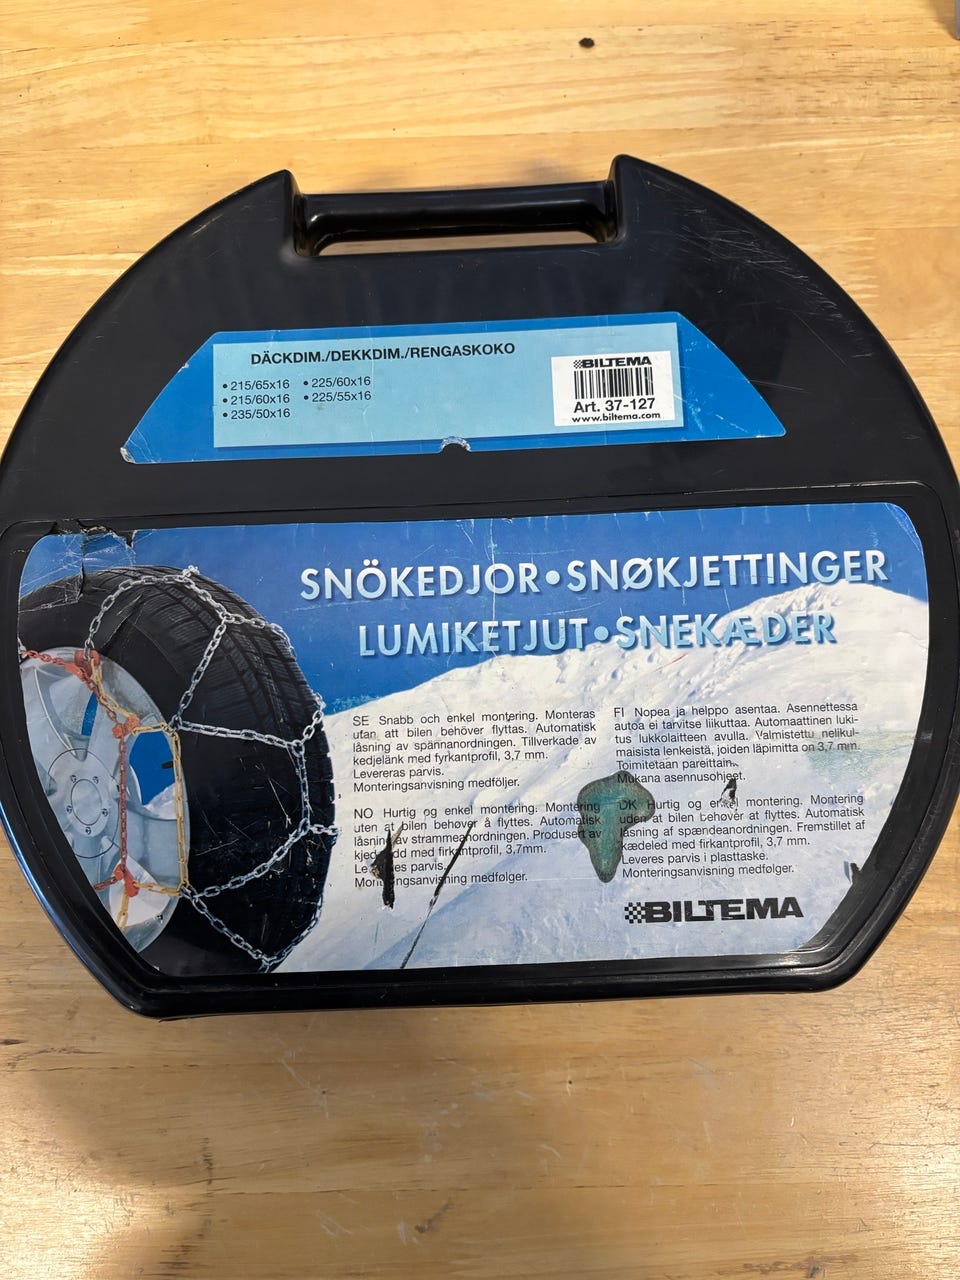 DÄCKDIM./DEKKDIM./RENGASKOKO
• 215/65x16 • 225/60x16
• 215/60x16 • 225/55x16
• 235/50x16
BILTEMA
Art. 37-127
www.biltema.com
SNÖKEDJOR•SNØKJETTINGER
LUMIKETJUT•SNEKÆDER
SE Snabb och enkel montering. Monteras
utan att bilen behöver flyttas. Automatisk
låsning av spännanordningen. Tillverkade av
kedjelänk med fyrkantprofil, 3,7 mm.
Levereras parvis.
Monteringsanvisning medföljer.
NO Hurtig og enkel montering. Montering
uten at bilen behøver å flyttes. Automatisk
låsning av strammeanordningen. Produsert av
med firkantprofil, 3,7mm.
parvis.
medfølger.
FI Nopea ja helppo asentaa. Asennettessa
autoa ei tarvitse liikuttaa. Automaattinen luki-
tus lukkolaitteen avulla. Valmistettu nelikul-
maisista lenkeistä, joiden läpimitta on 3,7 mm.
Toimitetaan pareittain.
Mukana asennusohjeet.
DK Hurtig og enkel montering. Montering
uden at bilen behøver at flyttes. Automatisk
låsning af spændeanordningen. Fremstillet af
kædeled med firkantprofil, 3,7mm.
Leveres parvis i plasttaske.
Monteringsanvisning medfølger.
BILTEMA